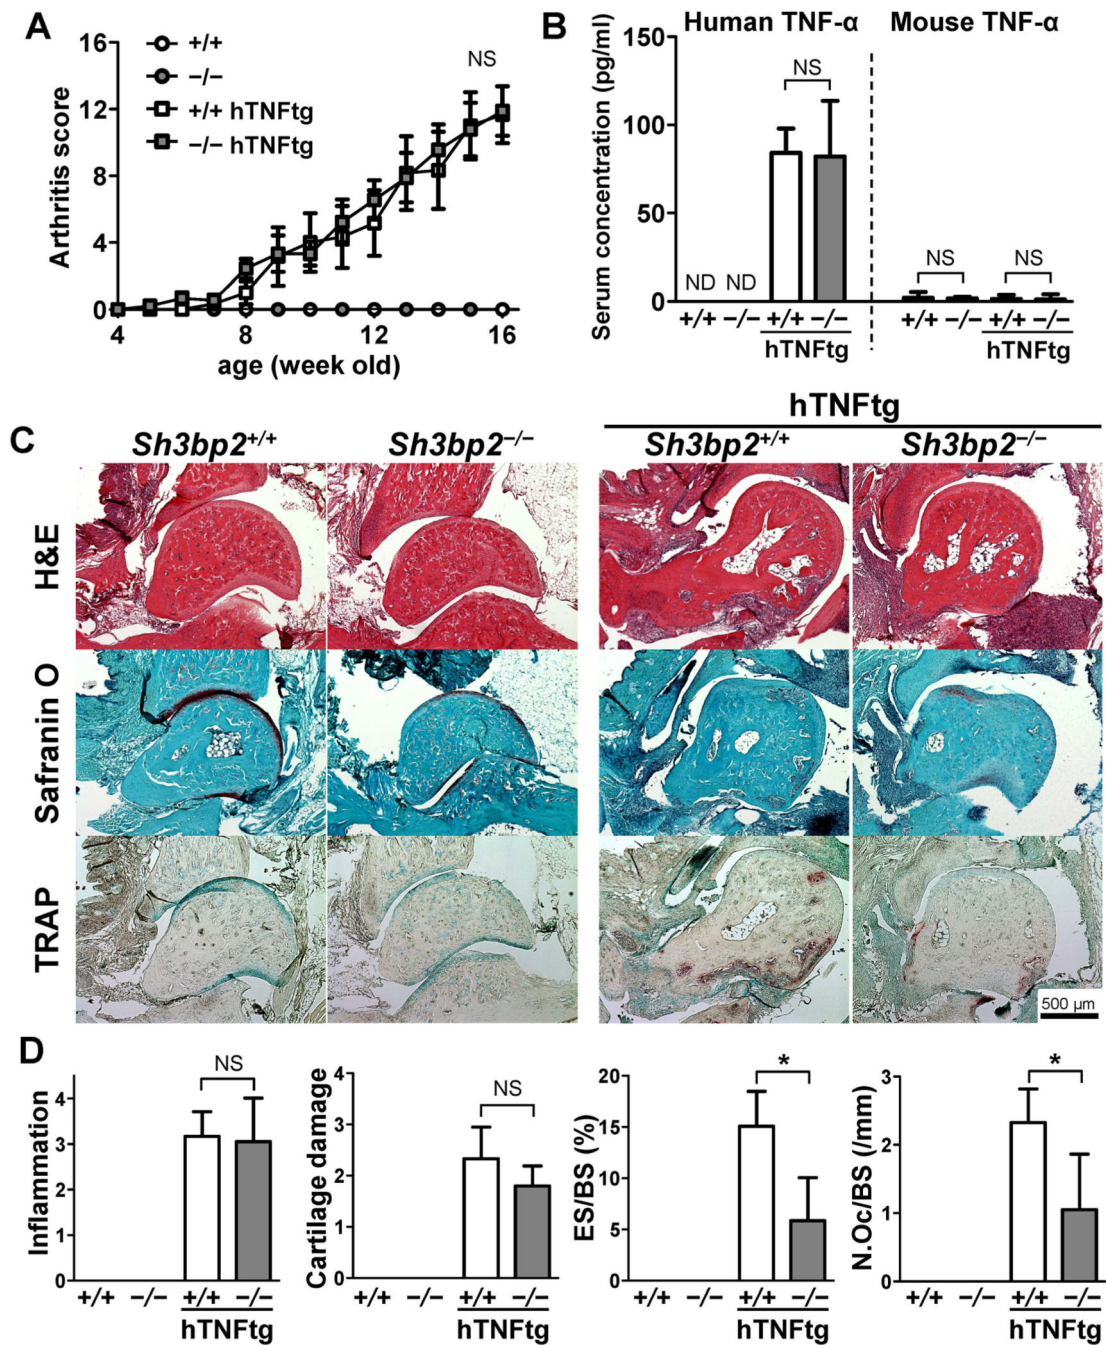 A
16
12
8
4
0
Arthritis score
+/+
−/−
+/+ hTNFtg
−/− hTNFtg
NS
4 8 12 16
age (week old)
B
Human TNF-α Mouse TNF-α
150
100
50
0
Serum concentration (pg/ml)
NS
ND ND
NS NS
+/+ −/− +/+ −/− +/+ −/− +/+ −/−
hTNFtg hTNFtg
hTNFtg
C
Sh3bp2+/+ Sh3bp2−/− Sh3bp2+/+ Sh3bp2−/−
H&E
Safranin O
TRAP
500 µm
D
Inflammation
4
3
2
1
0
NS
+/+ −/− +/+ −/−
hTNFtg
Cartilage damage
4
3
2
1
0
NS
+/+ −/− +/+ −/−
hTNFtg
ES/BS (%)
20
15
10
5
0
*
+/+ −/− +/+ −/−
hTNFtg
N.Oc/BS (/mm)
3
2
1
0
*
+/+ −/− +/+ −/−
hTNFtg